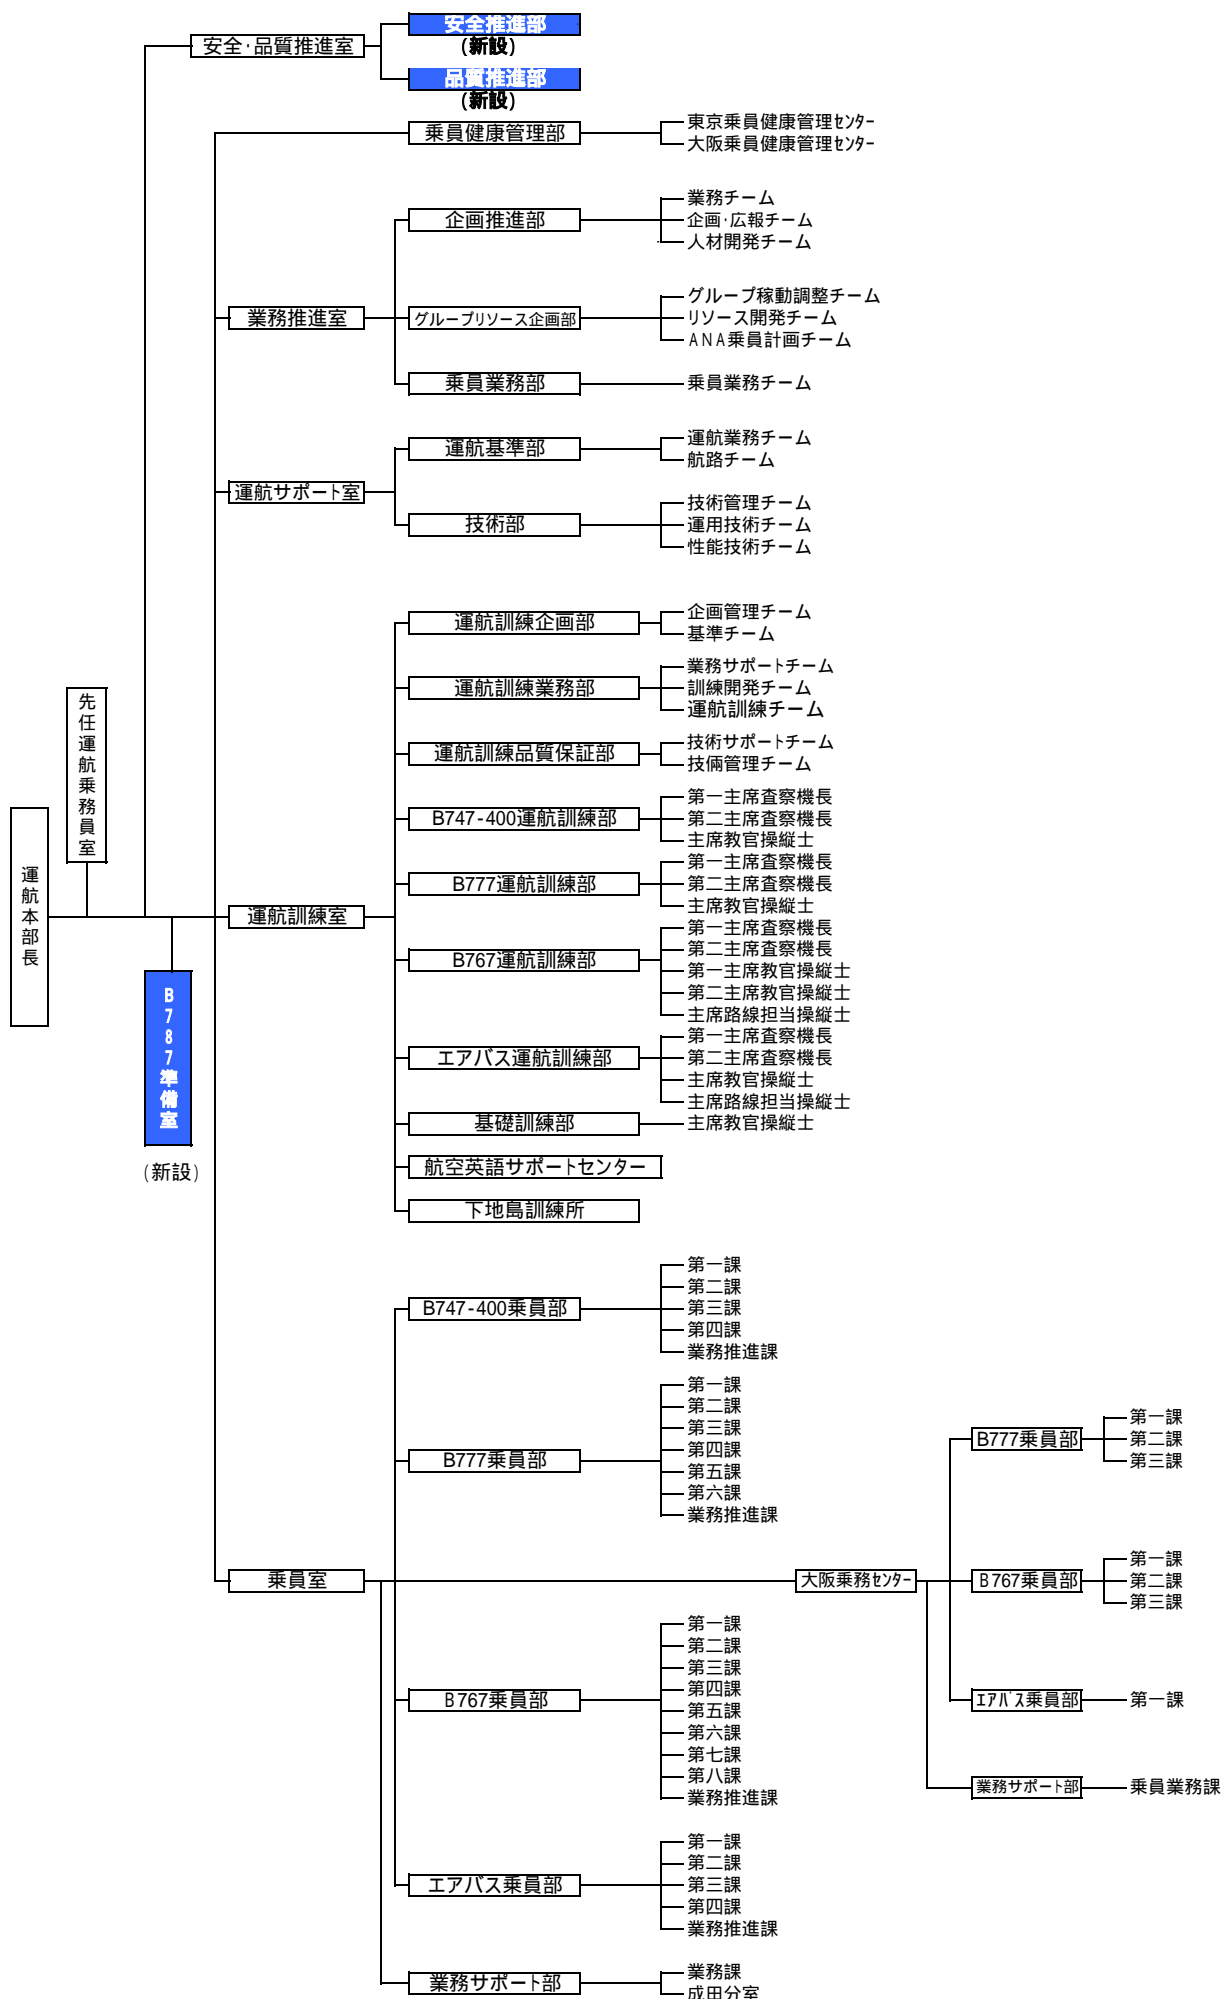 安全推進部
安全・品質推進室
(新設)
品質推進部
(新設)
乗員健康管理部
東京乗員健康管理センター
大阪乗員健康管理センター
企画推進部
業務チーム
企画・広報チーム
人材開発チーム
業務推進室
グループリソース企画部
グループ稼動調整チーム
リソース開発チーム
ANA乗員計画チーム
乗員業務部
乗員業務チーム
運航サポート室
運航基準部
運航業務チーム
航路チーム
技術部
技術管理チーム
運用技術チーム
性能技術チーム
運航本部長
先任運航乗務員室
B787準備室
(新設)
運航訓練室
運航訓練企画部
企画管理チーム
基準チーム
運航訓練業務部
業務サポートチーム
訓練開発チーム
運航訓練チーム
運航訓練品質保証部
技術サポートチーム
技倆管理チーム
B747-400運航訓練部
第一主席査察機長
第二主席査察機長
主席教官操縦士
B777運航訓練部
第一主席査察機長
第二主席査察機長
主席教官操縦士
B767運航訓練部
第一主席査察機長
第二主席査察機長
第一主席教官操縦士
第二主席教官操縦士
主席路線担当操縦士
エアバス運航訓練部
第一主席査察機長
第二主席査察機長
主席教官操縦士
主席路線担当操縦士
基礎訓練部
主席教官操縦士
航空英語サポートセンター
下地島訓練所
乗員室
B747-400乗員部
第一課
第二課
第三課
第四課
業務推進課
B777乗員部
第一課
第二課
第三課
第四課
第五課
第六課
業務推進課
B767乗員部
第一課
第二課
第三課
第四課
第五課
第六課
第七課
第八課
業務推進課
エアバス乗員部
第一課
第二課
第三課
第四課
業務推進課
業務サポート部
業務課
成田分室
大阪乗務センター
B777乗員部
第一課
第二課
第三課
B767乗員部
第一課
第二課
第三課
エアバス乗員部
第一課
業務サポート部
乗員業務課